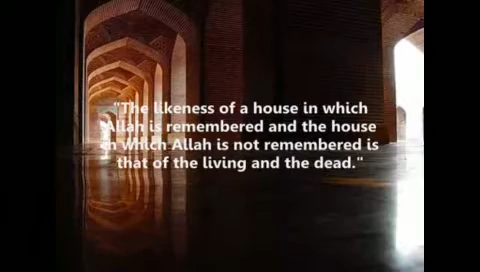 "The likeness of a house in which
Allah is remembered and the house
in which Allah is not remembered is
that of the living and the dead."